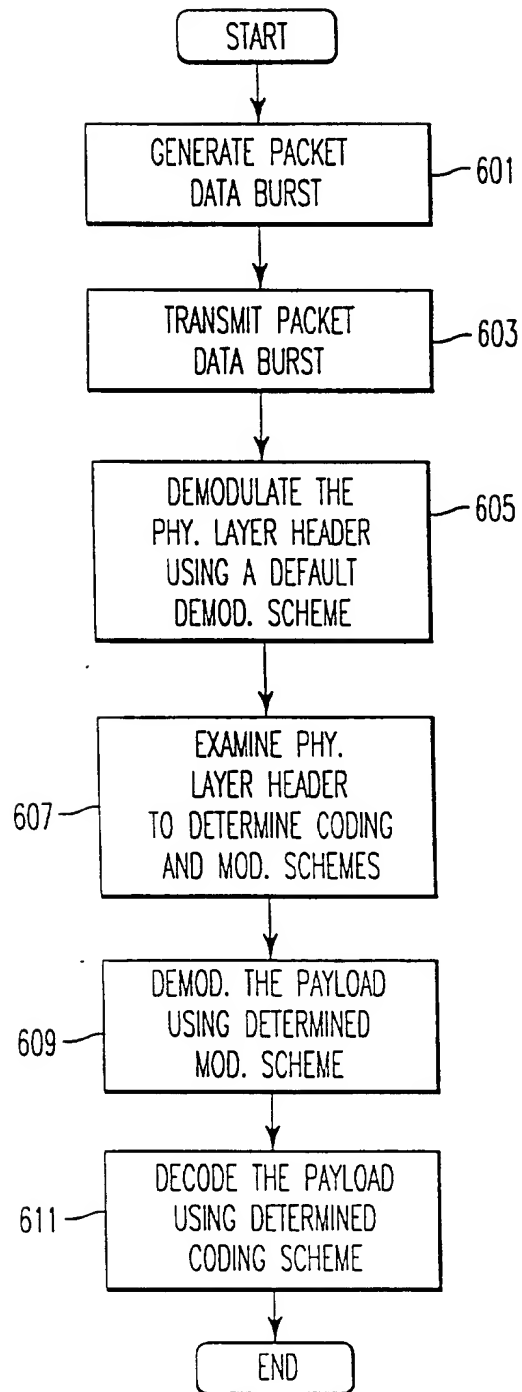 START
GENERATE PACKET
DATA BURST
601
TRANSMIT PACKET
DATA BURST
603
DEMODULATE THE
PHY. LAYER HEADER
USING A DEFAULT
DEMOD. SCHEME
605
EXAMINE PHY.
LAYER HEADER
TO DETERMINE CODING
AND MOD. SCHEMES
607
DEMOD. THE PAYLOAD
USING DETERMINED
MOD. SCHEME
609
DECODE THE PAYLOAD
USING DETERMINED
CODING SCHEME
611
END